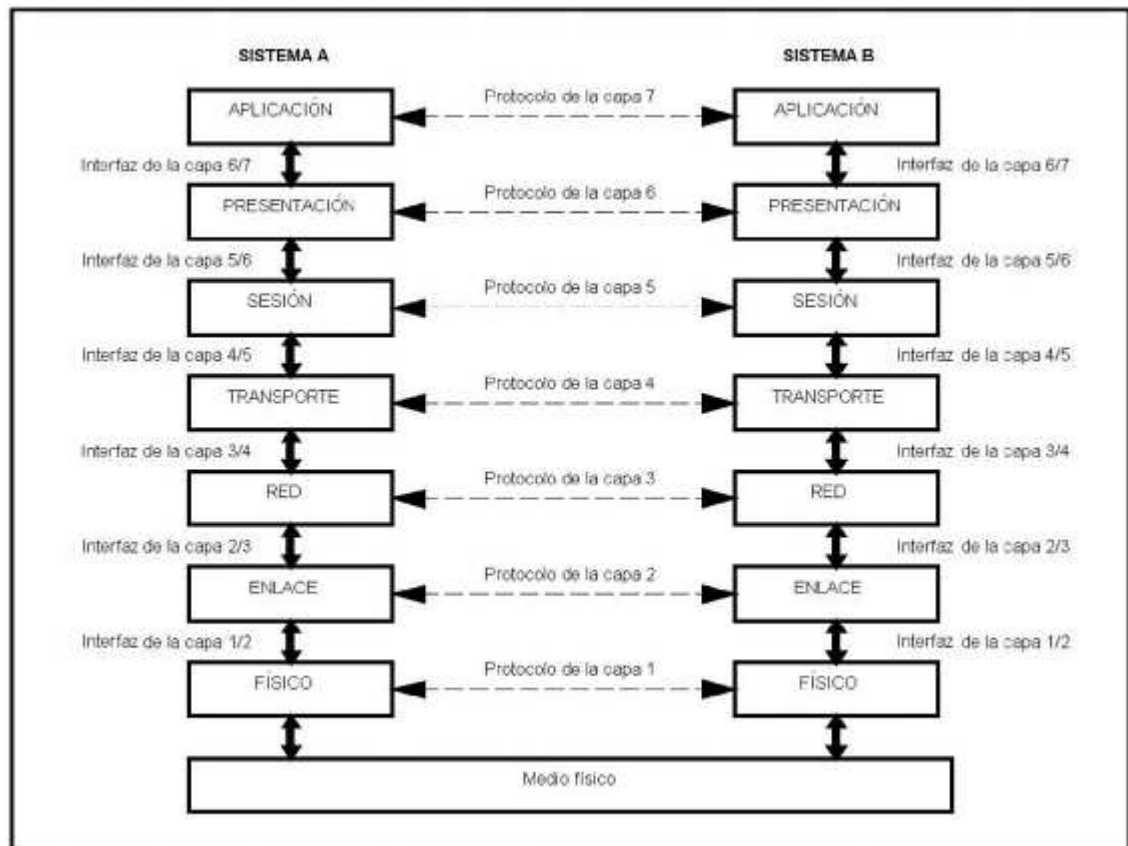 SISTEMA A
SISTEMA B
APLICACIÓN
Protocolo de la capa 7
APLICACIÓN
Interfaz de la capa 6/7
Interfaz de la capa 6/7
PRESENTACIÓN
Protocolo de la capa 6
PRESENTACIÓN
Interfaz de la capa 5/6
Interfaz de la capa 5/6
SESIÓN
Protocolo de la capa 5
SESIÓN
Interfaz de la capa 4/5
Interfaz de la capa 4/5
TRANSPORTE
Protocolo de la capa 4
TRANSPORTE
Interfaz de la capa 3/4
Interfaz de la capa 3/4
RED
Protocolo de la capa 3
RED
Interfaz de la capa 2/3
Interfaz de la capa 2/3
ENLACE
Protocolo de la capa 2
ENLACE
Interfaz de la capa 1/2
Interfaz de la capa 1/2
FÍSICO
Protocolo de la capa 1
FÍSICO
Medio físico